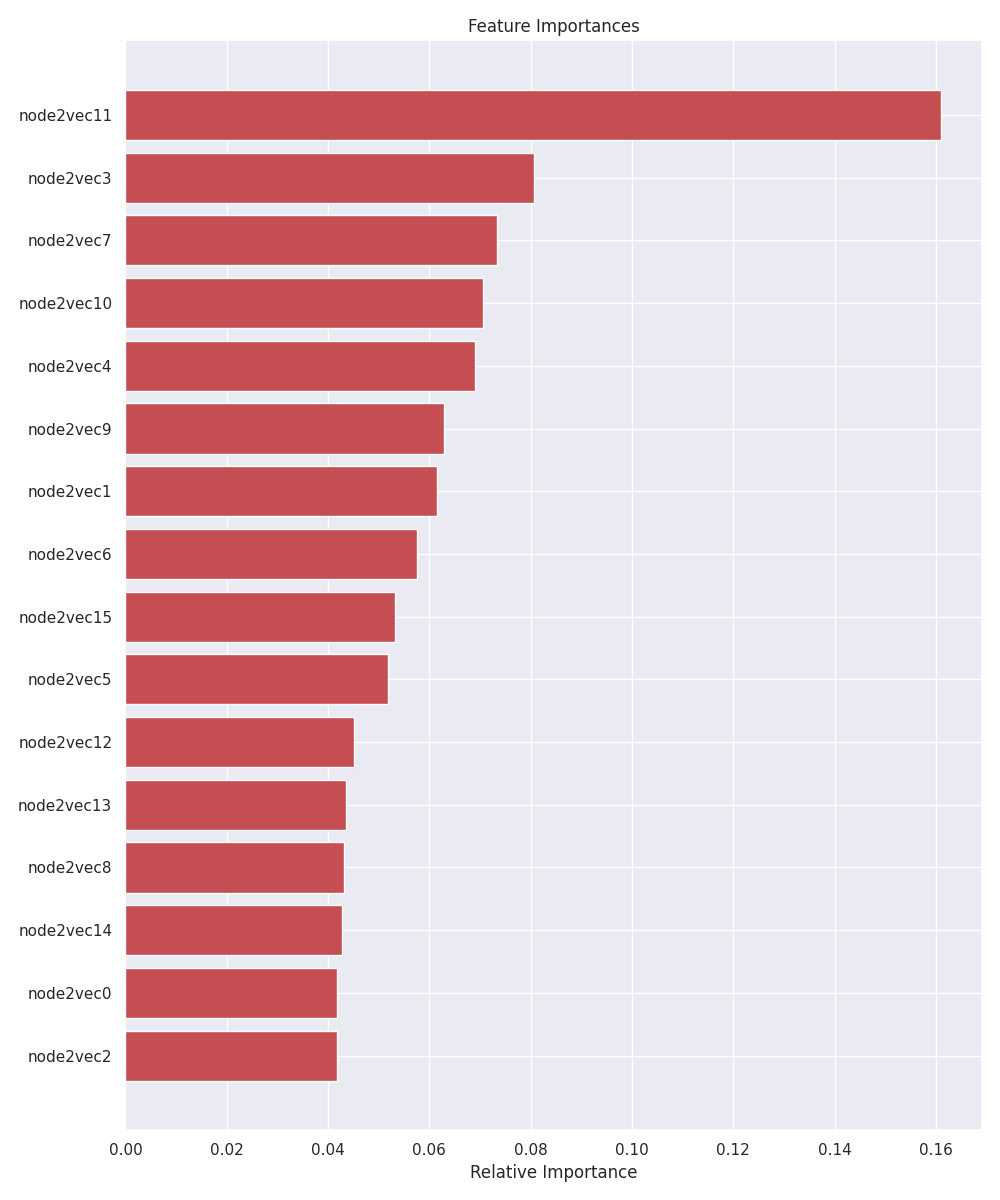 Feature Importances
node2vec11
node2vec3
node2vec7
node2vec10
node2vec4
node2vec9
node2vec1
node2vec6
node2vec15
node2vec5
node2vec12
node2vec13
node2vec8
node2vec14
node2vec0
node2vec2
0.00 0.02 0.04 0.06 0.08 0.10 0.12 0.14 0.16
Relative Importance